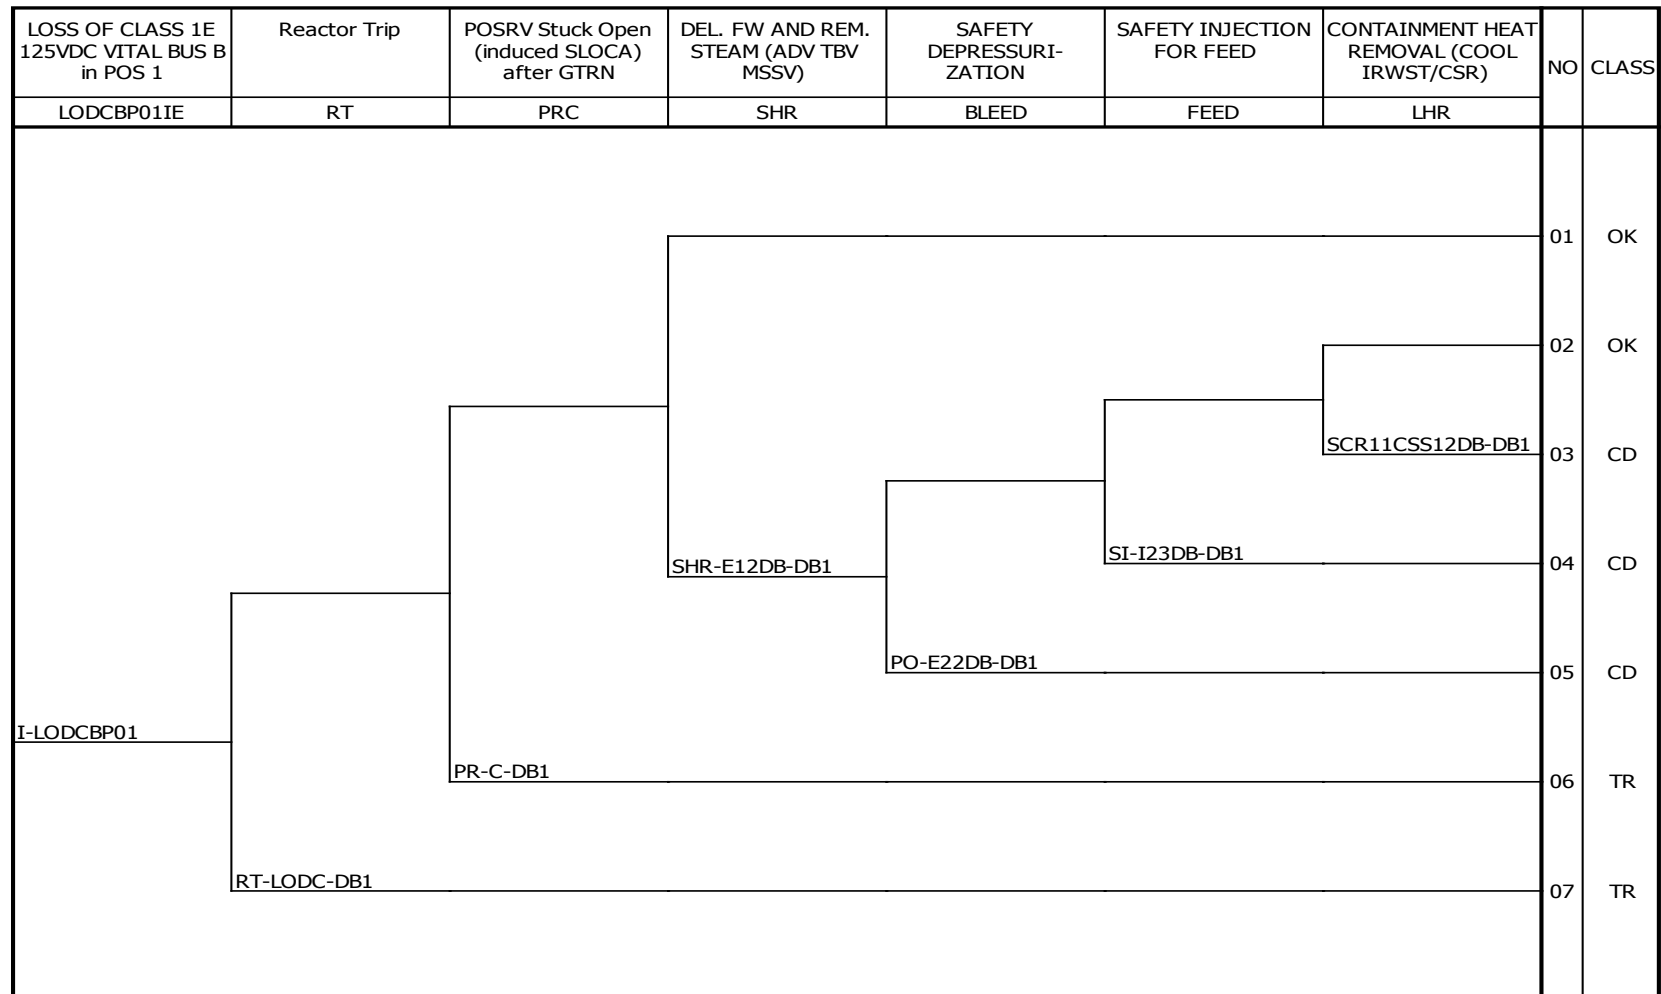 LOSS OF CLASS 1E
125VDC VITAL BUS B
in POS 1
Reactor Trip
POSRV Stuck Open
(induced SLOCA)
after GTRN
DEL. FW AND REM.
STEAM (ADV TBV
MSSV)
SAFETY
DEPRESSURI-
ZATION
SAFETY INJECTION
FOR FEED
CONTAINMENT HEAT
REMOVAL (COOL
IRWST/CSR)
NO
CLASS
LODCBP01IE
RT
PRC
SHR
BLEED
FEED
LHR
01 OK
02 OK
SCR11CSS12DB-DB1
03 CD
SI-I23DB-DB1
04 CD
SHR-E12DB-DB1
PO-E22DB-DB1
05 CD
I-LODCBP01
PR-C-DB1
06 TR
RT-LODC-DB1
07 TR